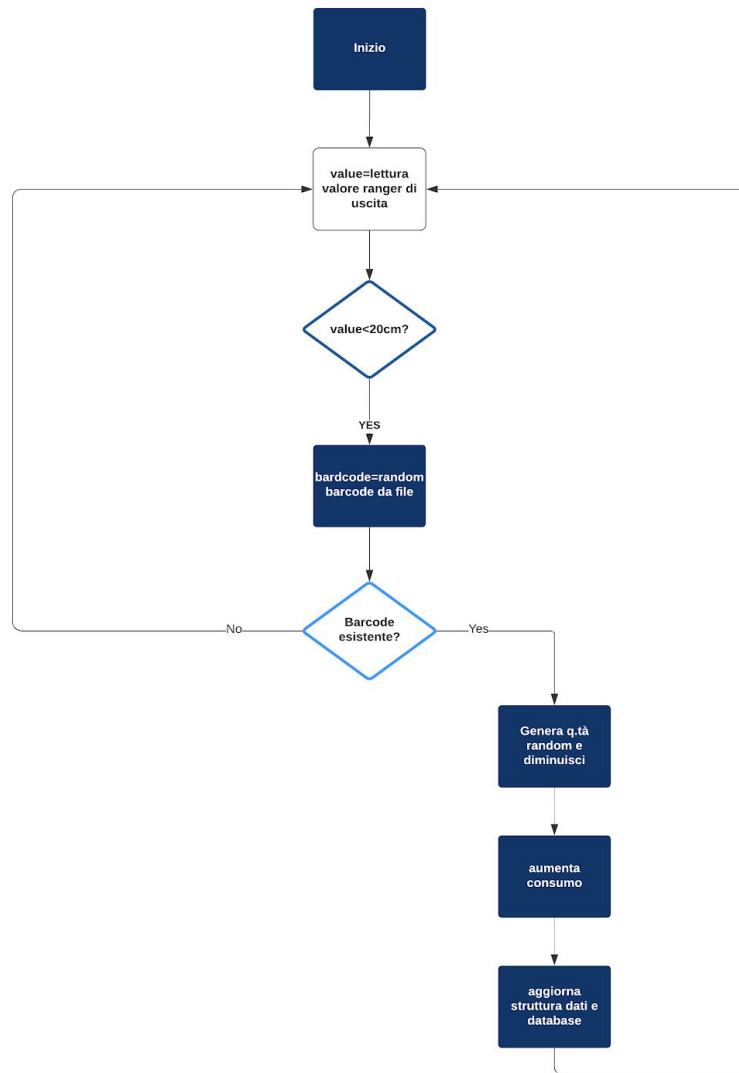 Inizio
value=lettura
valore ranger di
uscita
value<20cm?
YES
bardcode=random
barcode da file
Barcode
esistente?
No
Yes
Genera q.tà
random e
diminuisci
aumenta
consumo
aggiorna
struttura dati e
database